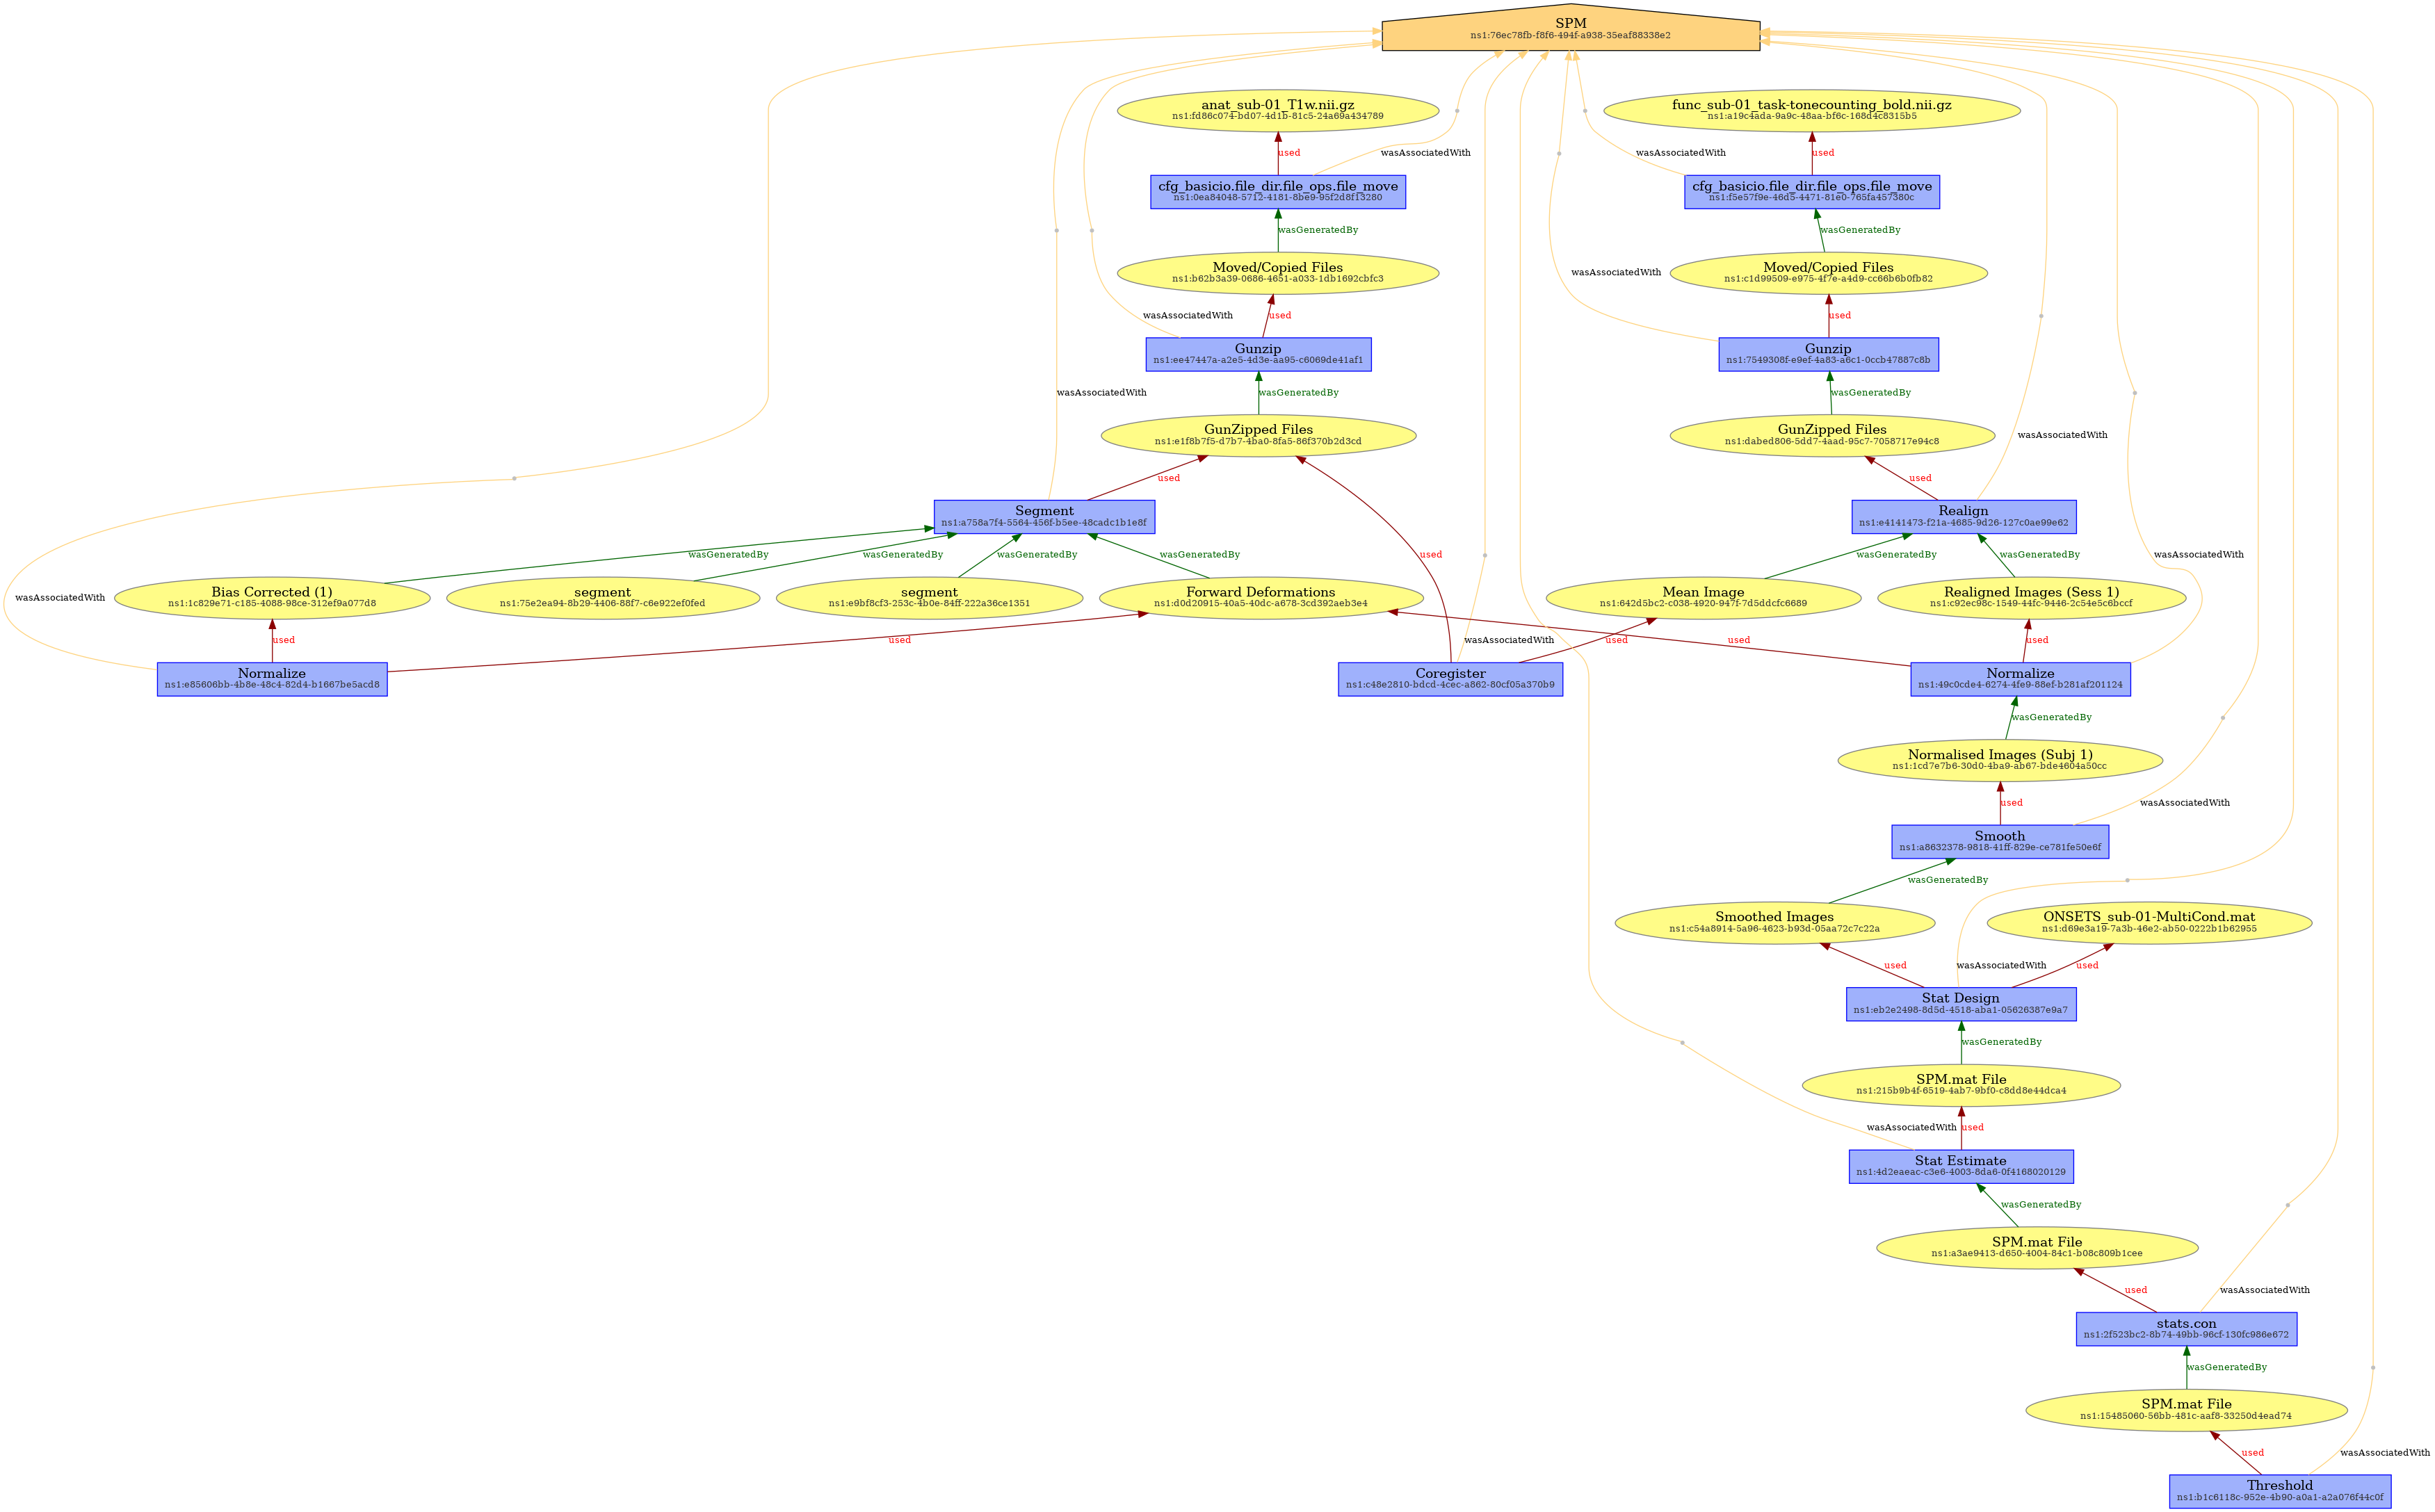 SPM
ns1:76ec78fb-f8f6-494f-a938-35eaf88338e2
anat_sub-01_T1w.nii.gz
ns1:fd86c074-bd07-4d1b-81c5-24a69a434789
func_sub-01_task-tonecounting_bold.nii.gz
ns1:a19c4ada-9a9c-48aa-bf6c-168d4c8315b5
used
wasAssociatedWith
wasAssociatedWith
used
cfg_basicio.file_dir.file_ops.file_move
ns1:0ea84048-5712-4181-8be9-95f2d8f13280
cfg_basicio.file_dir.file_ops.file_move
ns1:f5e57f9e-46d5-4471-81e0-765fa457380c
wasGeneratedBy
wasGeneratedBy
Moved/Copied Files
ns1:b62b3a39-0686-4651-a033-1db1692cbfc3
wasAssociatedWith
Moved/Copied Files
ns1:c1d99509-e975-4f7e-a4d9-cc66b6b0fb82
wasAssociatedWith
used
used
Gunzip
ns1:ee47447a-a2e5-4d3e-aa95-c6069de41af1
Gunzip
ns1:7549308f-e9ef-4a83-a6c1-0ccb47887c8b
wasAssociatedWith
wasGeneratedBy
wasGeneratedBy
GunZipped Files
ns1:e1f8b7f5-d7b7-4ba0-8fa5-86f370b2d3cd
GunZipped Files
ns1:dabed806-5dd7-4aad-95c7-7058717e94c8
wasAssociatedWith
used
used
Segment
ns1:a758a7f4-5564-456f-b5ee-48cadc1b1e8f
Realign
ns1:e4141473-f21a-4685-9d26-127c0ae99e62
wasGeneratedBy
wasGeneratedBy
wasGeneratedBy
wasGeneratedBy
used
wasGeneratedBy
wasGeneratedBy
wasAssociatedWith
wasAssociatedWith
Bias Corrected (1)
ns1:1c829e71-c185-4088-98ce-312ef9a077d8
segment
ns1:75e2ea94-8b29-4406-88f7-c6e922ef0fed
segment
ns1:e9bf8cf3-253c-4b0e-84ff-222a36ce1351
Forward Deformations
ns1:d0d20915-40a5-40dc-a678-3cd392aeb3e4
Mean Image
ns1:642d5bc2-c038-4920-947f-7d5ddcfc6689
Realigned Images (Sess 1)
ns1:c92ec98c-1549-44fc-9446-2c54e5c6bccf
used
used
wasAssociatedWith
used
used
used
Normalize
ns1:e85606bb-4b8e-48c4-82d4-b1667be5acd8
Coregister
ns1:c48e2810-bdcd-4cec-a862-80cf05a370b9
Normalize
ns1:49c0cde4-6274-4fe9-88ef-b281af201124
wasGeneratedBy
Normalised Images (Subj 1)
ns1:1cd7e7b6-30d0-4ba9-ab67-bde4604a50cc
used
wasAssociatedWith
Smooth
ns1:a8632378-9818-41ff-829e-ce781fe50e6f
wasGeneratedBy
Smoothed Images
ns1:c54a8914-5a96-4623-b93d-05aa72c7c22a
ONSETS_sub-01-MultiCond.mat
ns1:d69e3a19-7a3b-46e2-ab50-0222b1b62955
used
wasAssociatedWith
used
Stat Design
ns1:eb2e2498-8d5d-4518-aba1-05626387e9a7
wasGeneratedBy
SPM.mat File
ns1:215b9b4f-6519-4ab7-9bf0-c8dd8e44dca4
wasAssociatedWith
used
Stat Estimate
ns1:4d2eaeac-c3e6-4003-8da6-0f4168020129
wasGeneratedBy
SPM.mat File
ns1:a3ae9413-d650-4004-84c1-b08c809b1cee
used
wasAssociatedWith
stats.con
ns1:2f523bc2-8b74-49bb-96cf-130fc986e672
wasGeneratedBy
SPM.mat File
ns1:15485060-56bb-481c-aaf8-33250d4ead74
used
wasAssociatedWith
Threshold
ns1:b1c6118c-952e-4b90-a0a1-a2a076f44c0f